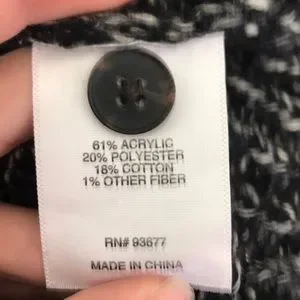 61% ACRYLIC
20% POLYESTER
18% COTTON
1% OTHER FIBER
RN# 93677
MADE IN CHINA